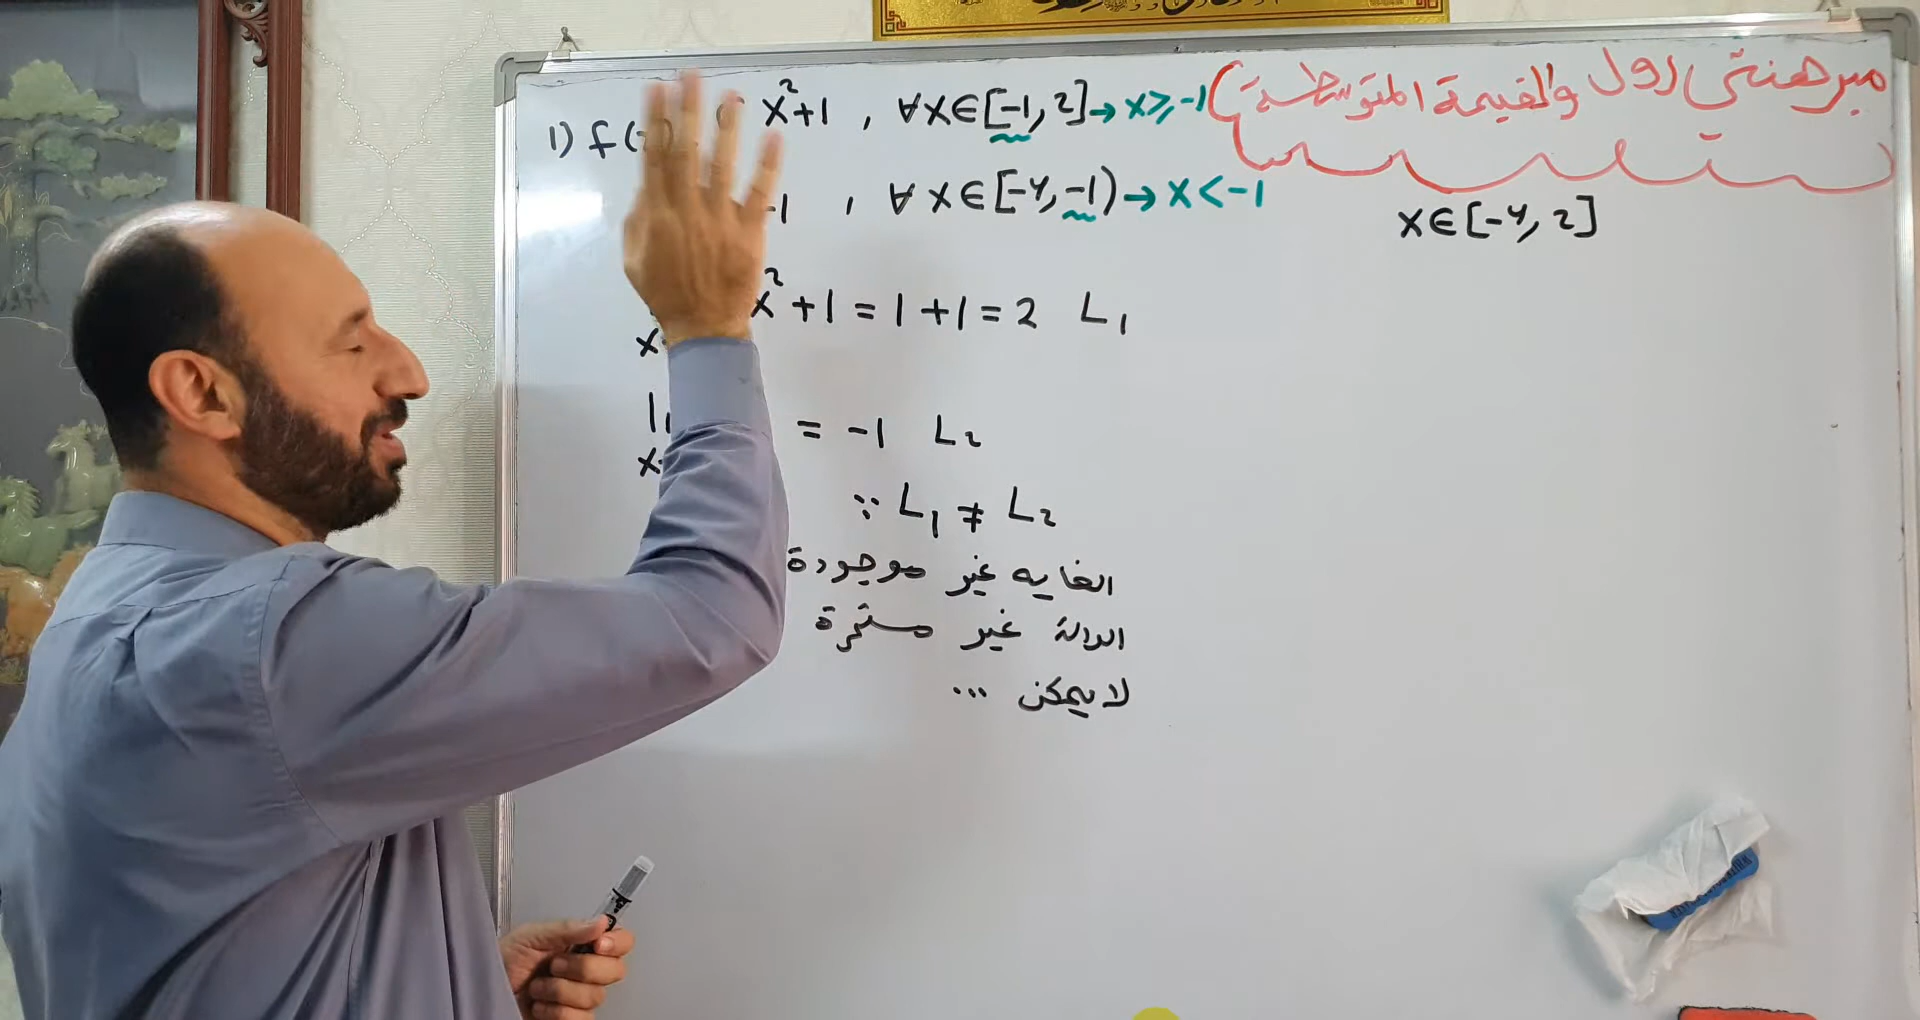 مبرهنتي رول والقيمة المتوسطة)
1) f(x) { x²+1 , ∀x∈[-1, 2] → x≥-1
-1 , ∀x∈[-4, -1) → x<-1
x∈[-4, 2]
x²+1 = 1+1 = 2 L₁
x
= -1 L₂
x
∵ L₁ ≠ L₂
الغايه غير موجودة
الدالة غير مستمرة
لا يمكن ...